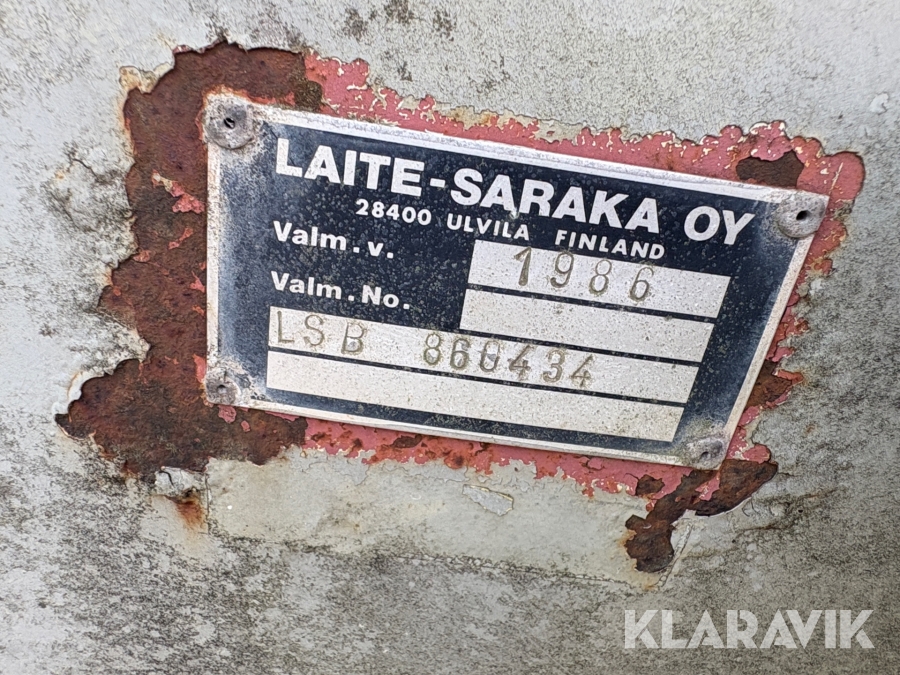 LAITE-SARAKA OY
28400 ULVILA FINLAND
Valm.v. 1986
Valm.No.
LSB 860434
KLARAVIK